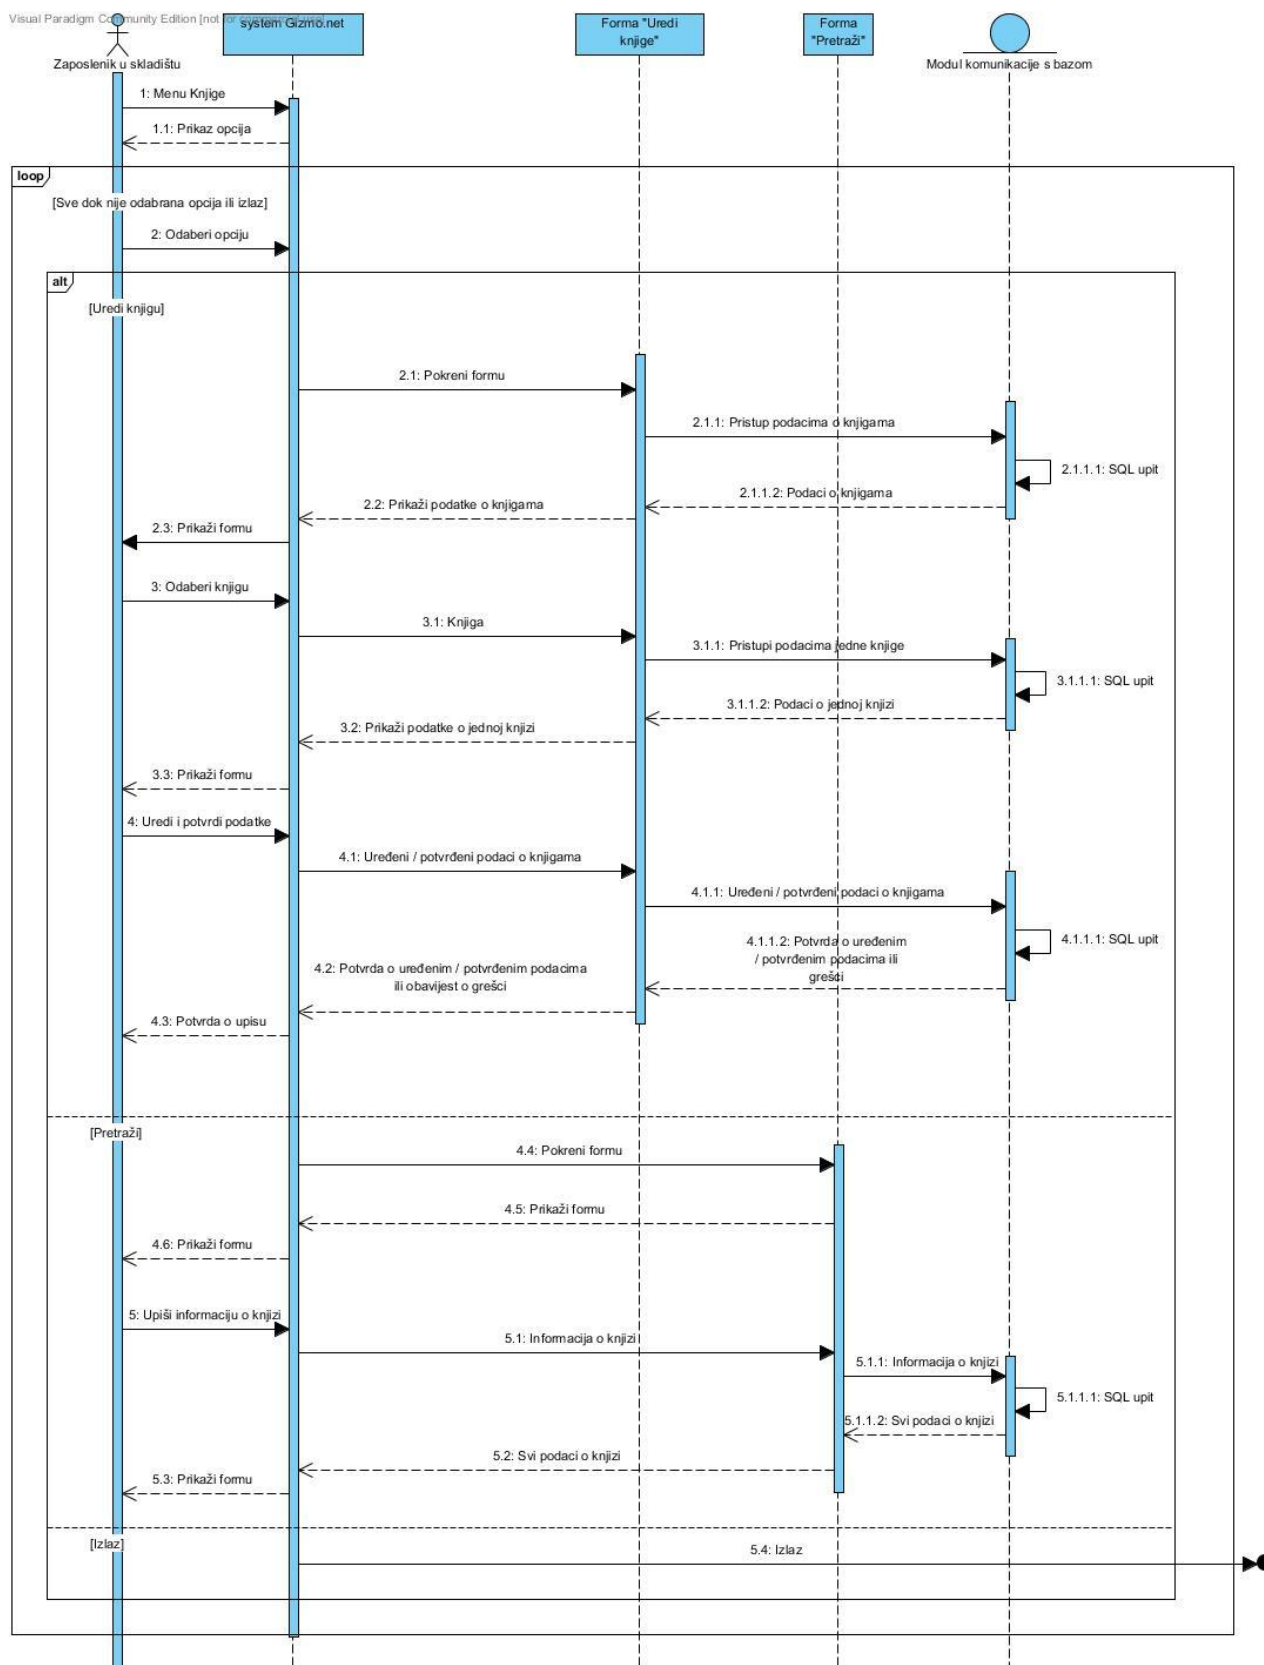 Visual Paradigm Community Edition [not for
system Gizmo.net
Forma "Uredi
knjige"
Forma
"Pretraži"
Zaposlenik u skladištu
Modul komunikacije s bazom
1: Menu Knjige
1.1: Prikaz opcija
loop
[Sve dok nije odabrana opcija ili izlaz]
2: Odaberi opciju
alt
[Uredi knjigu]
2.1: Pokreni formu
2.1.1: Pristup podacima o knjigama
2.1.1.1: SQL upit
2.1.1.2: Podaci o knjigama
2.2: Prikaži podatke o knjigama
2.3: Prikaži formu
3: Odaberi knjigu
3.1: Knjiga
3.1.1: Pristupi podacima jedne knjige
3.1.1.1: SQL upit
3.1.1.2: Podaci o jednoj knjizi
3.2: Prikaži podatke o jednoj knjizi
3.3: Prikaži formu
4: Uredi i potvrdi podatke
4.1: Uređeni / potvrđeni podaci o knjigama
4.1.1: Uređeni / potvrđeni podaci o knjigama
4.1.1.1: SQL upit
4.1.1.2: Potvrda o uređenim
/ potvrđenim podacima ili
grešci
4.2: Potvrda o uređenim / potvrđenim podacima
ili obavijest o grešci
4.3: Potvrda o upisu
[Pretraži]
4.4: Pokreni formu
4.5: Prikaži formu
4.6: Prikaži formu
5: Upiši informaciju o knjizi
5.1: Informacija o knjizi
5.1.1: Informacija o knjizi
5.1.1.1: SQL upit
5.1.1.2: Svi podaci o knjizi
5.2: Svi podaci o knjizi
5.3: Prikaži formu
[Izlaz]
5.4: Izlaz